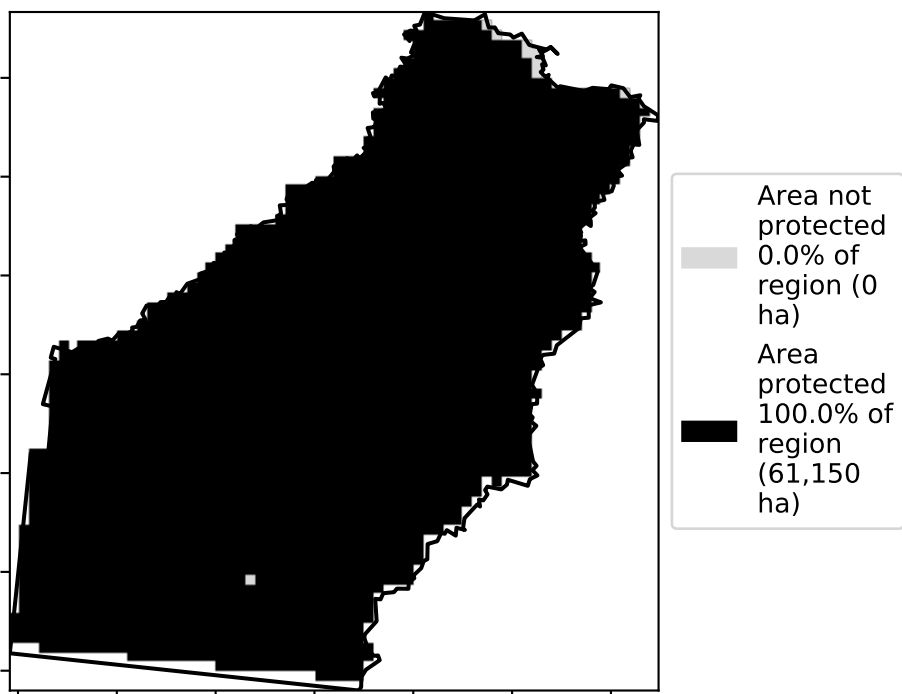 Area not
protected
0.0% of
region (0
ha)
Area
protected
100.0% of
region
(61,150
ha)